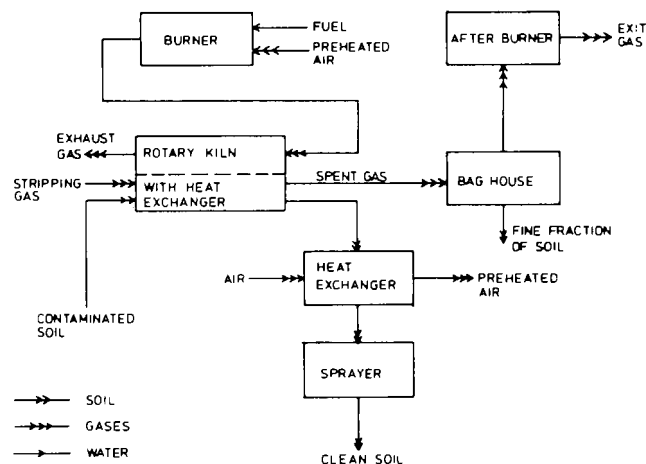 BURNER
FUEL
PREHEATED
AIR
AFTER BURNER
EXIT
GAS
EXHAUST
GAS
ROTARY KILN
STRIPPING
GAS
WITH HEAT
EXCHANGER
SPENT GAS
BAG HOUSE
FINE FRACTION
OF SOIL
AIR
HEAT
EXCHANGER
PREHEATED
AIR
CONTAMINATED
SOIL
SPRAYER
SOIL
GASES
WATER
CLEAN SOIL